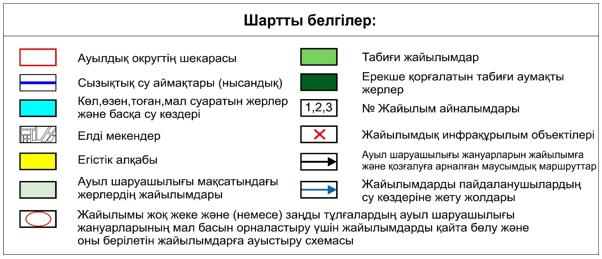 Шартты белгілер:
Ауылдық округтің шекарасы
Сызықтық су аймақтары (нысандық)
Көл,өзен,тоған,мал суаратын жерлер
және басқа су көздері
Елді мекендер
Егістік алқабы
Ауыл шаруашылығы мақсатындағы
жерлердің жайылымдары
Табиғи жайылымдар
Ерекше қорғалатын табиғи аумақты
жерлер
1,2,3 № Жайылым айналымдары
Жайылымдық инфрақұрылым объектілері
Ауыл шаруашылығы жануарларын жайылымға
және қозғалуға арналған маусымдық маршруттар
Жайылымдарды пайдаланушылардың
су көздеріне жету жолдары
Жайылымы жоқ жеке және (немесе) заңды тұлғалардың ауыл шаруашылығы
жануарларының мал басын орналастыру үшін жайылымдарды қайта бөлу және
оны берілетін жайылымдарға ауыстыру схемасы